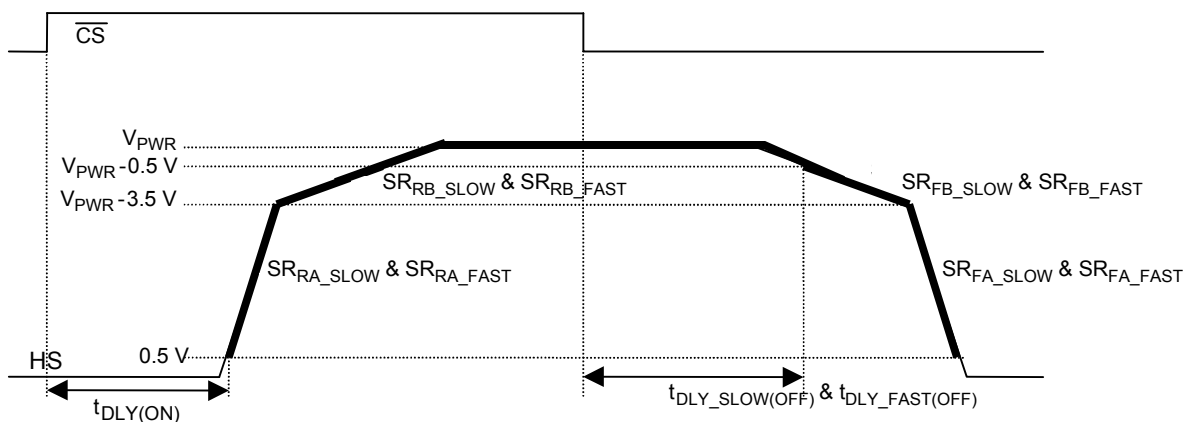 CS
VPWR
VPWR -0.5 V
VPWR -3.5 V
SRRB_SLOW & SRRB_FAST
SRFB_SLOW & SRFB_FAST
SRRA_SLOW & SRRA_FAST
SRFA_SLOW & SRFA_FAST
0.5 V
HS
tDLY(ON)
tDLY_SLOW(OFF) & tDLY_FAST(OFF)